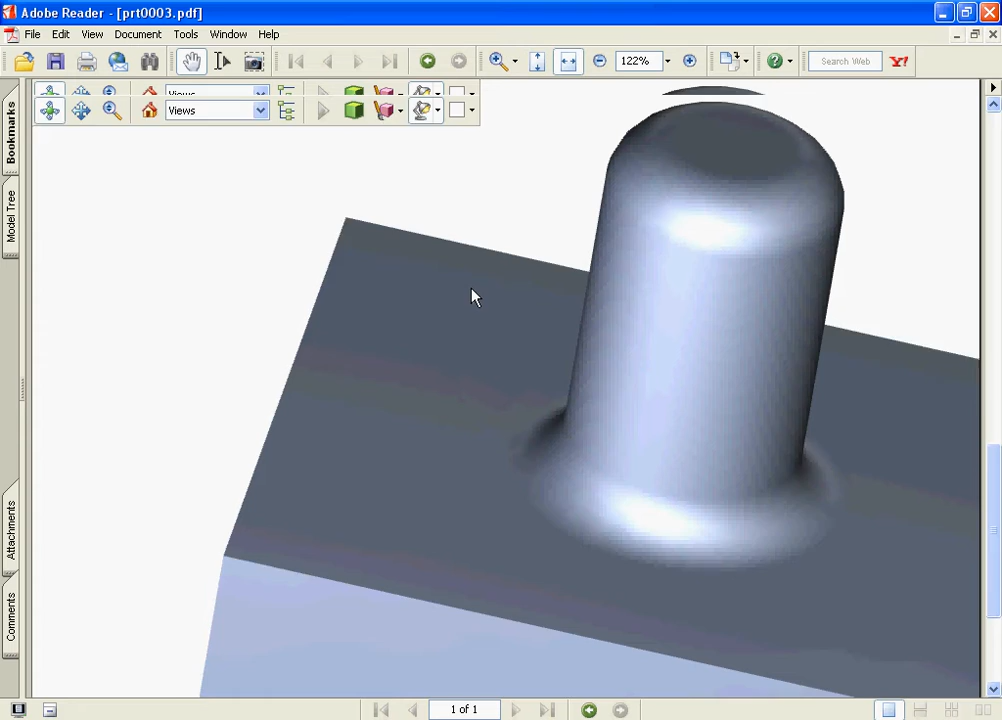 Adobe Reader - [prt0003.pdf]
File Edit View Document Tools Window Help
122%
Search Web
Y!
Views
Views
Bookmarks
Model Tree
Attachments
Comments
1 of 1